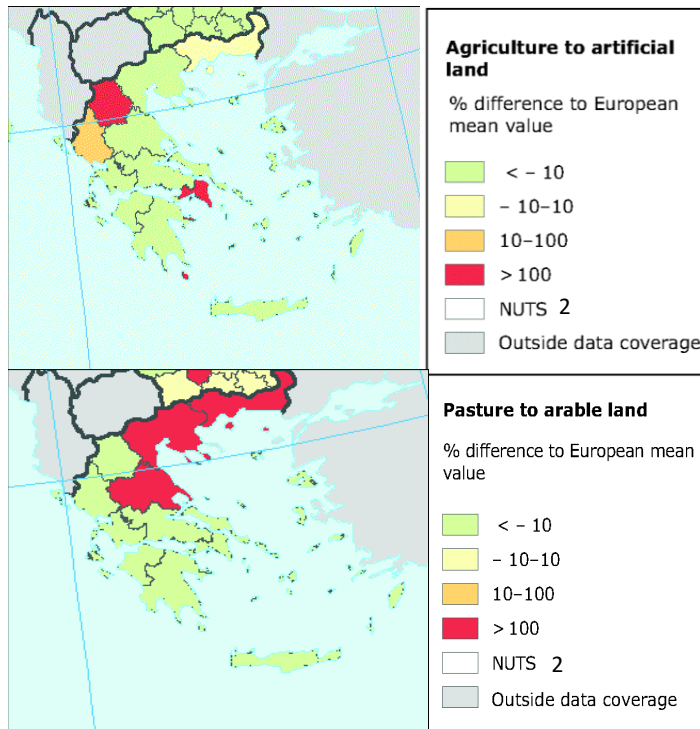 Agriculture to artificial
land
% difference to European
mean value
< – 10
– 10–10
10–100
> 100
NUTS 2
Outside data coverage
Pasture to arable land
% difference to European mean
value
< – 10
– 10–10
10–100
> 100
NUTS 2
Outside data coverage